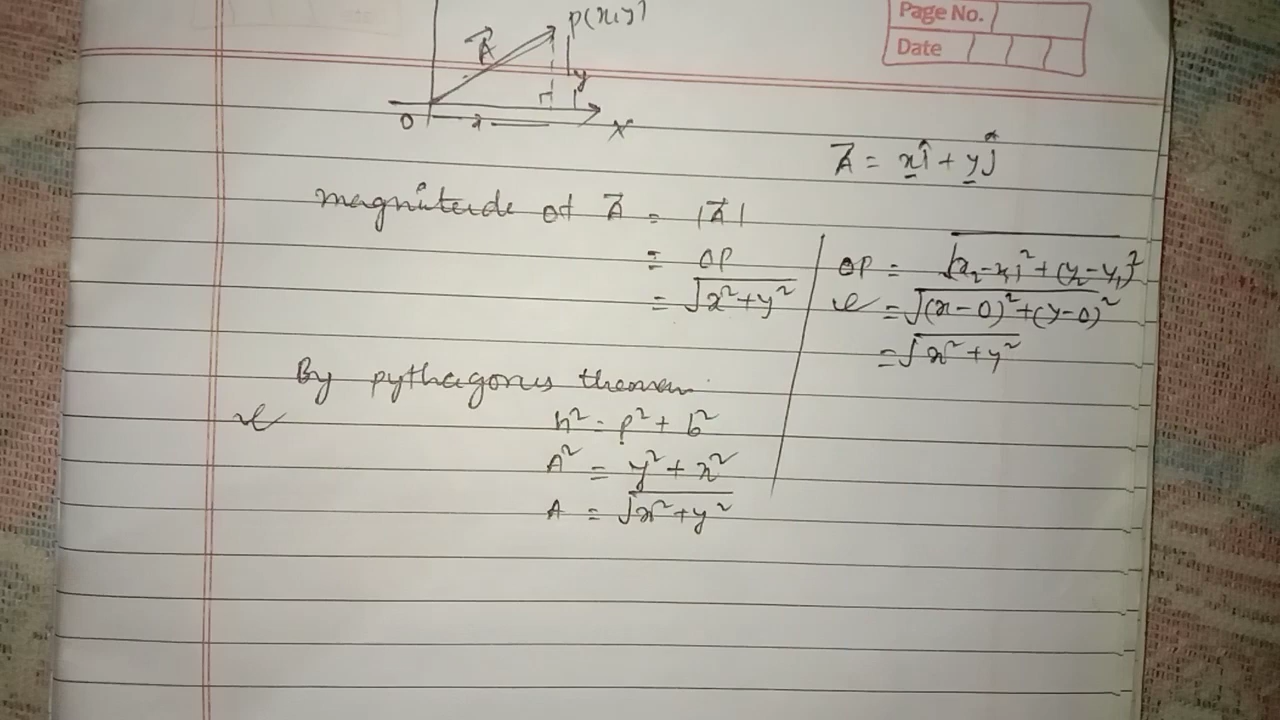 P(x,y)
Page No.
Date
A⃗
y
O
x
X
A⃗ = xî + yĵ
magnitude of A⃗ = |A⃗|
= OP
= √x²+y²
OP = √(x₂-x₁)²+(y₂-y₁)²
= √(x-0)²+(y-0)²
= √x²+y²
By pythagorus theorem
h² = p² + b²
A² = y² + x²
A = √x²+y²